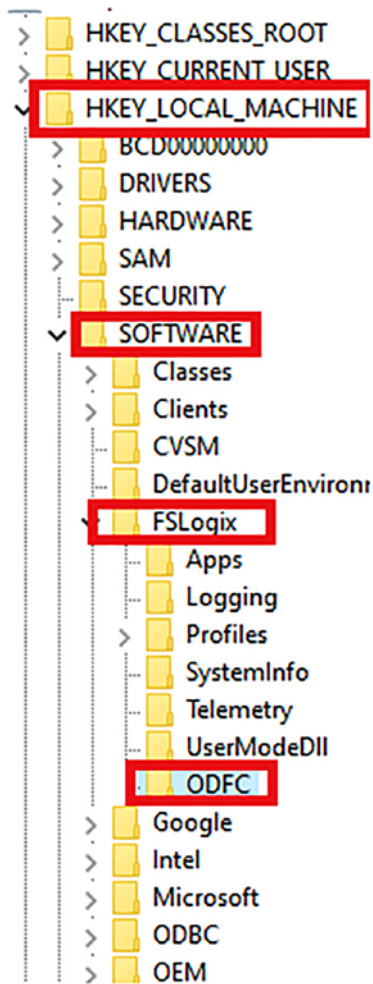 HKEY_CLASSES_ROOT
HKEY_CURRENT_USER
HKEY_LOCAL_MACHINE
BCD00000000
DRIVERS
HARDWARE
SAM
SECURITY
SOFTWARE
Classes
Clients
CVSM
DefaultUserEnvironr
FSLogix
Apps
Logging
Profiles
SystemInfo
Telemetry
UserModeDll
ODFC
Google
Intel
Microsoft
ODBC
OEM